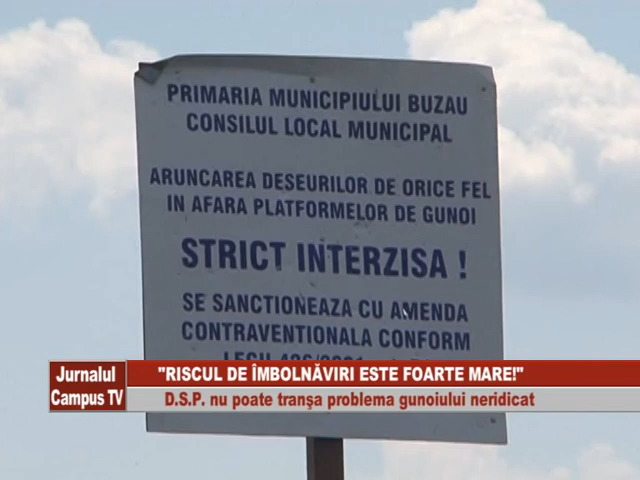 PRIMARIA MUNICIPIULUI BUZAU
CONSILUL LOCAL MUNICIPAL
ARUNCAREA DESEURILOR DE ORICE FEL
IN AFARA PLATFORMELOR DE GUNOI
STRICT INTERZISA !
SE SANCTIONEAZA CU AMENDA
CONTRAVENTIONALA CONFORM
Jurnalul
Campus TV
"RISCUL DE ÎMBOLNĂVIRI ESTE FOARTE MARE!"
D.S.P. nu poate tranşa problema gunoiului neridicat